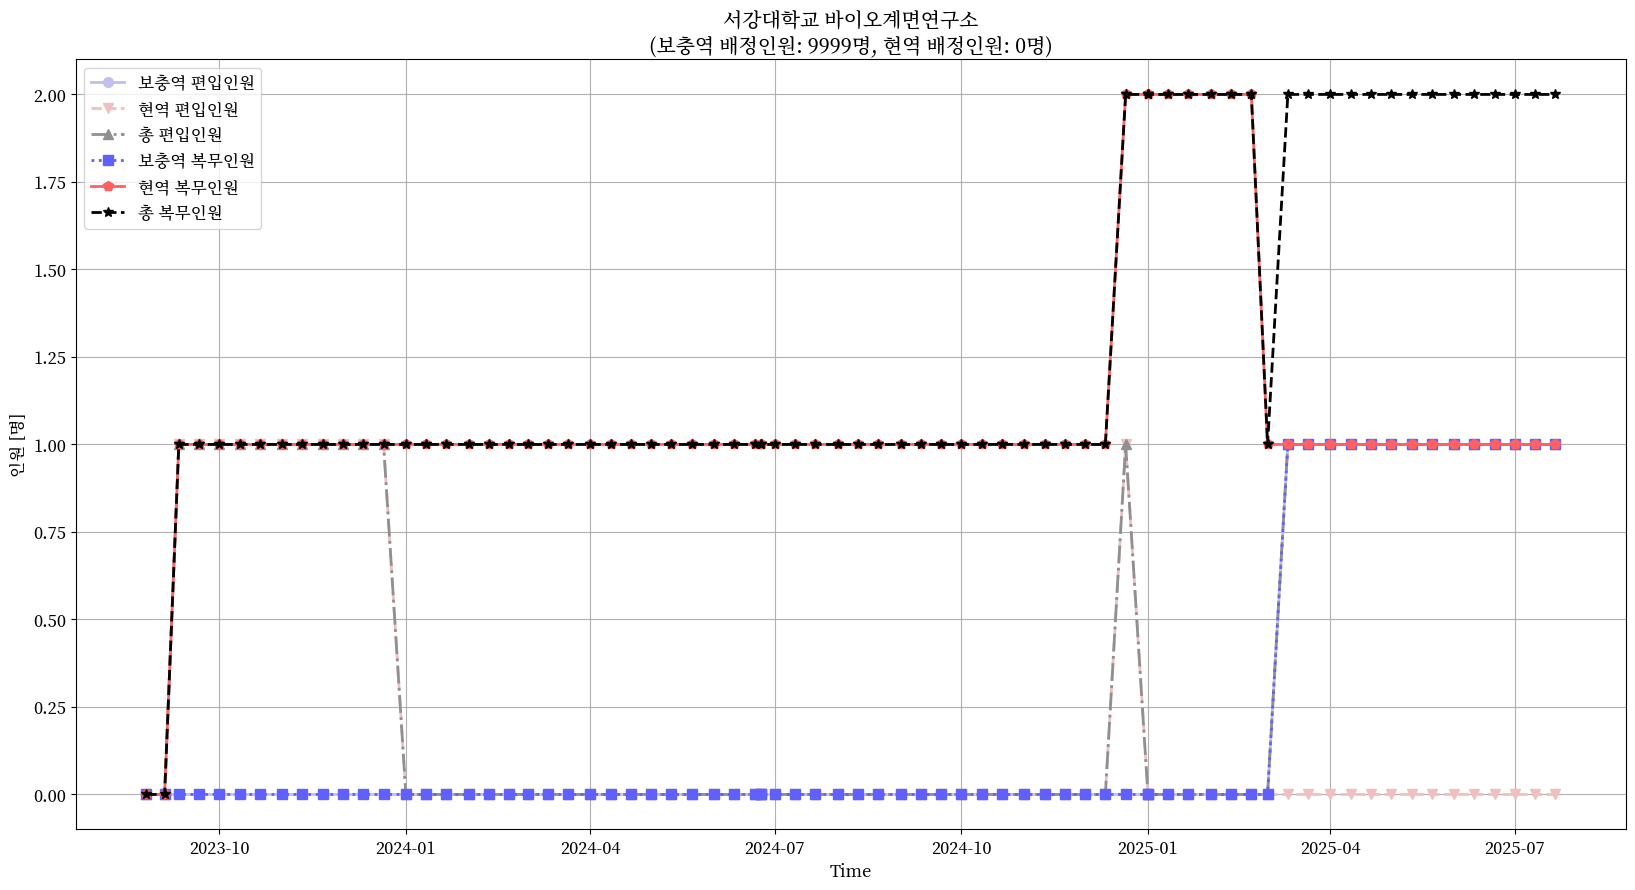 서강대학교 바이오계면연구소
(보충역 배정인원: 9999명, 현역 배정인원: 0명)
보충역 편입인원
현역 편입인원
총 편입인원
보충역 복무인원
현역 복무인원
총 복무인원
인원 [명]
2.00
1.75
1.50
1.25
1.00
0.75
0.50
0.25
0.00
2023-10
2024-01
2024-04
2024-07
2024-10
2025-01
2025-04
2025-07
Time